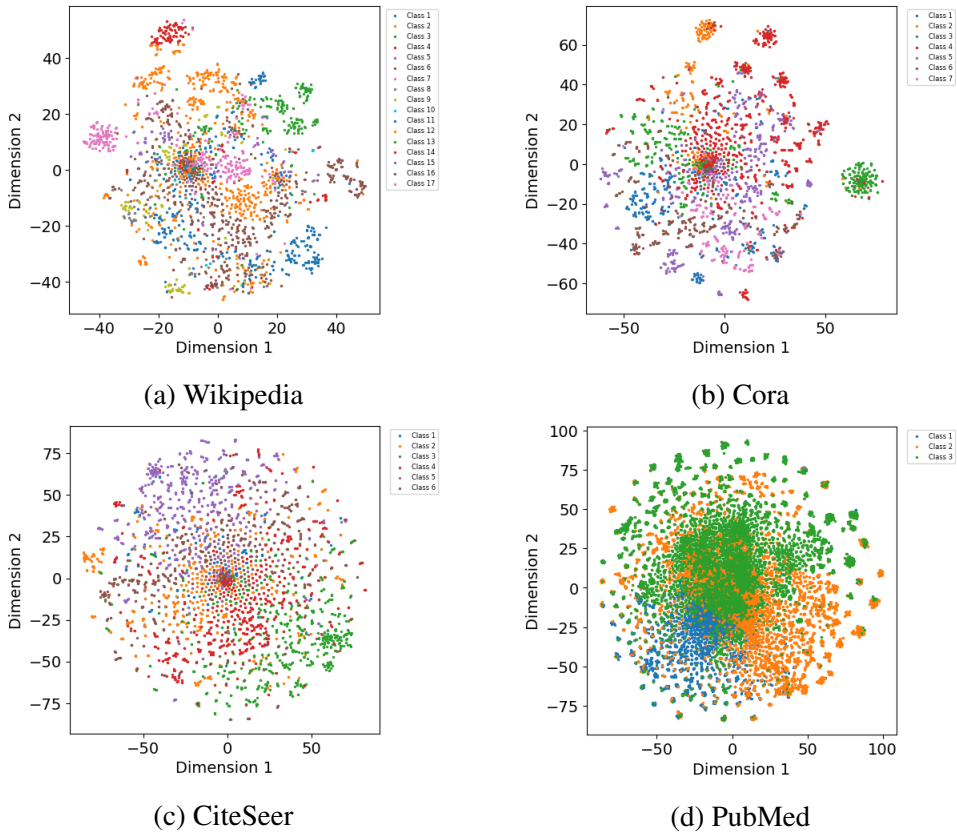 40
20
0
−20
−40
−40
−20
0
20
40
Dimension 2
Dimension 1
Class 1
Class 2
Class 3
Class 4
Class 5
Class 6
Class 7
Class 8
Class 9
Class 10
Class 11
Class 12
Class 13
Class 14
Class 15
Class 16
Class 17
(a) Wikipedia
60
40
20
0
−20
−40
−60
−50
0
50
Dimension 2
Dimension 1
Class 1
Class 2
Class 3
Class 4
Class 5
Class 6
Class 7
(b) Cora
75
50
25
0
−25
−50
−75
−50
0
50
Dimension 2
Dimension 1
Class 1
Class 2
Class 3
Class 4
Class 5
Class 6
(c) CiteSeer
100
75
50
25
0
−25
−50
−75
−50
0
50
100
Dimension 2
Dimension 1
Class 1
Class 2
Class 3
(d) PubMed